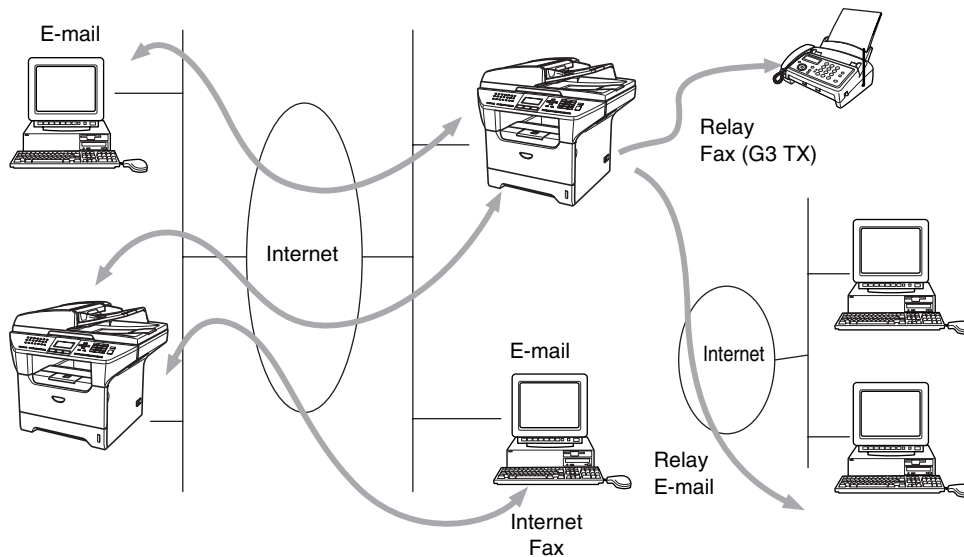 E-mail
Relay
Fax (G3 TX)
Internet
E-mail
Internet
Relay
E-mail
Internet
Fax